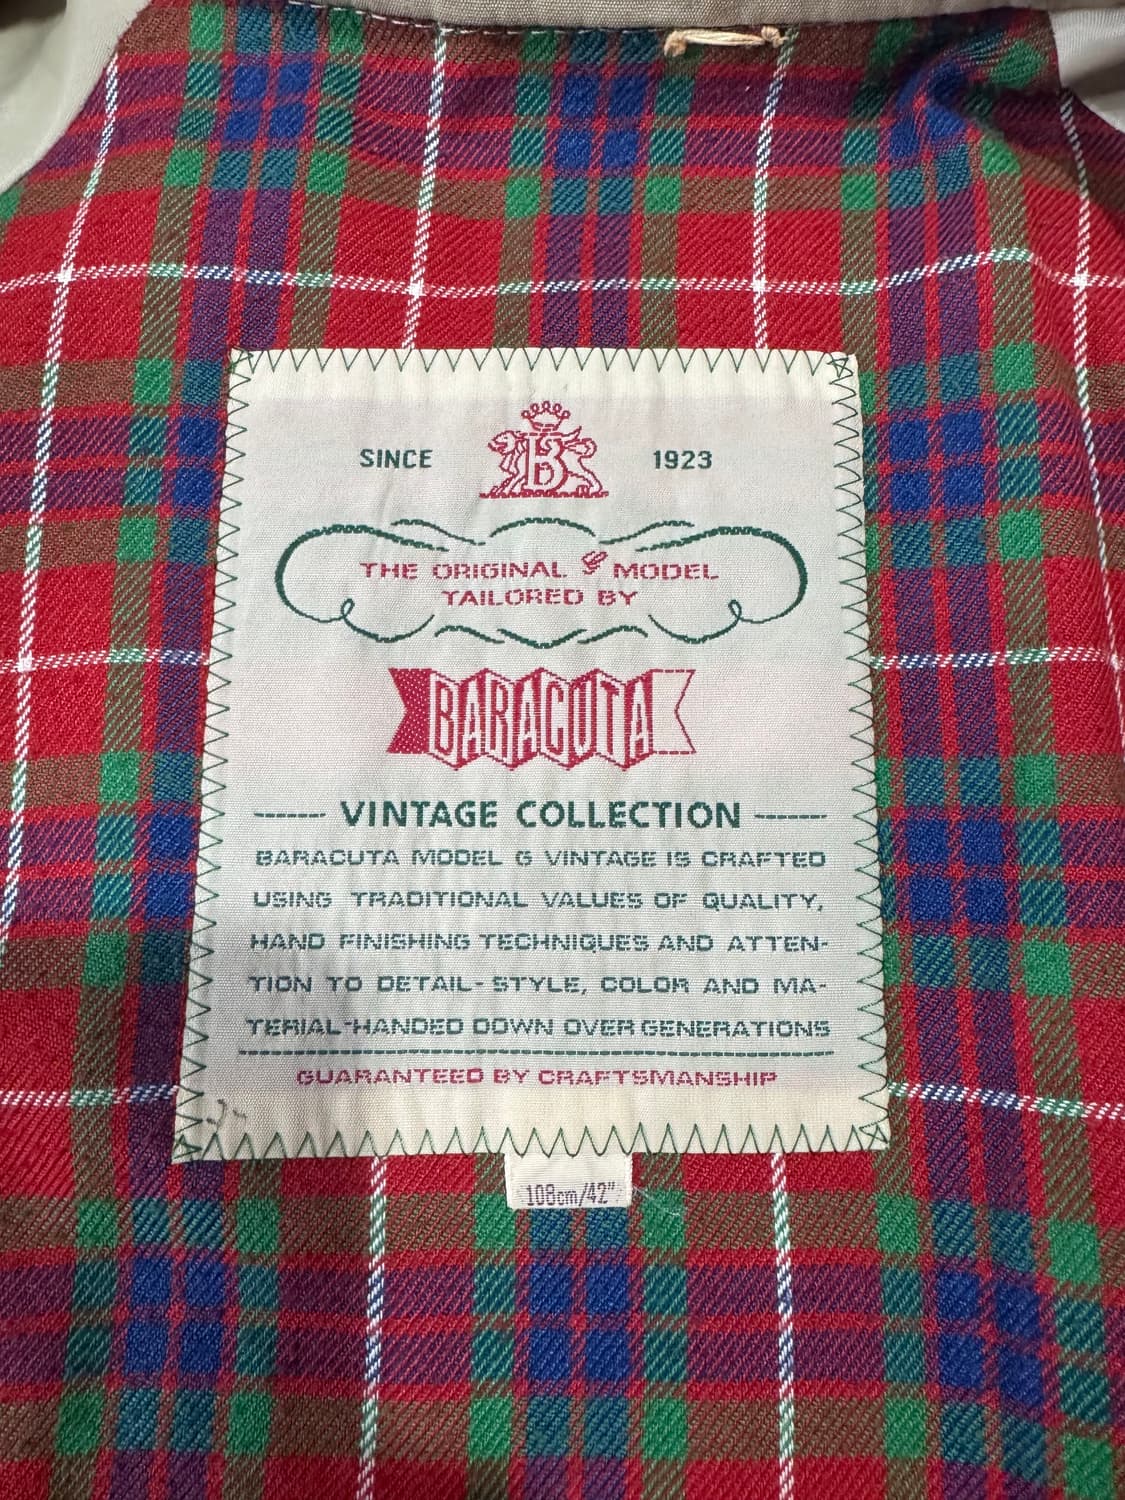 SINCE B 1923
THE ORIGINAL G MODEL
TAILORED BY
BARACUTA
VINTAGE COLLECTION
BARACUTA MODEL G VINTAGE IS CRAFTED
USING TRADITIONAL VALUES OF QUALITY,
HAND FINISHING TECHNIQUES AND ATTEN-
TION TO DETAIL-STYLE, COLOR AND MA-
TERIAL-HANDED DOWN OVER GENERATIONS
GUARANTEED BY CRAFTSMANSHIP
108cm/42"